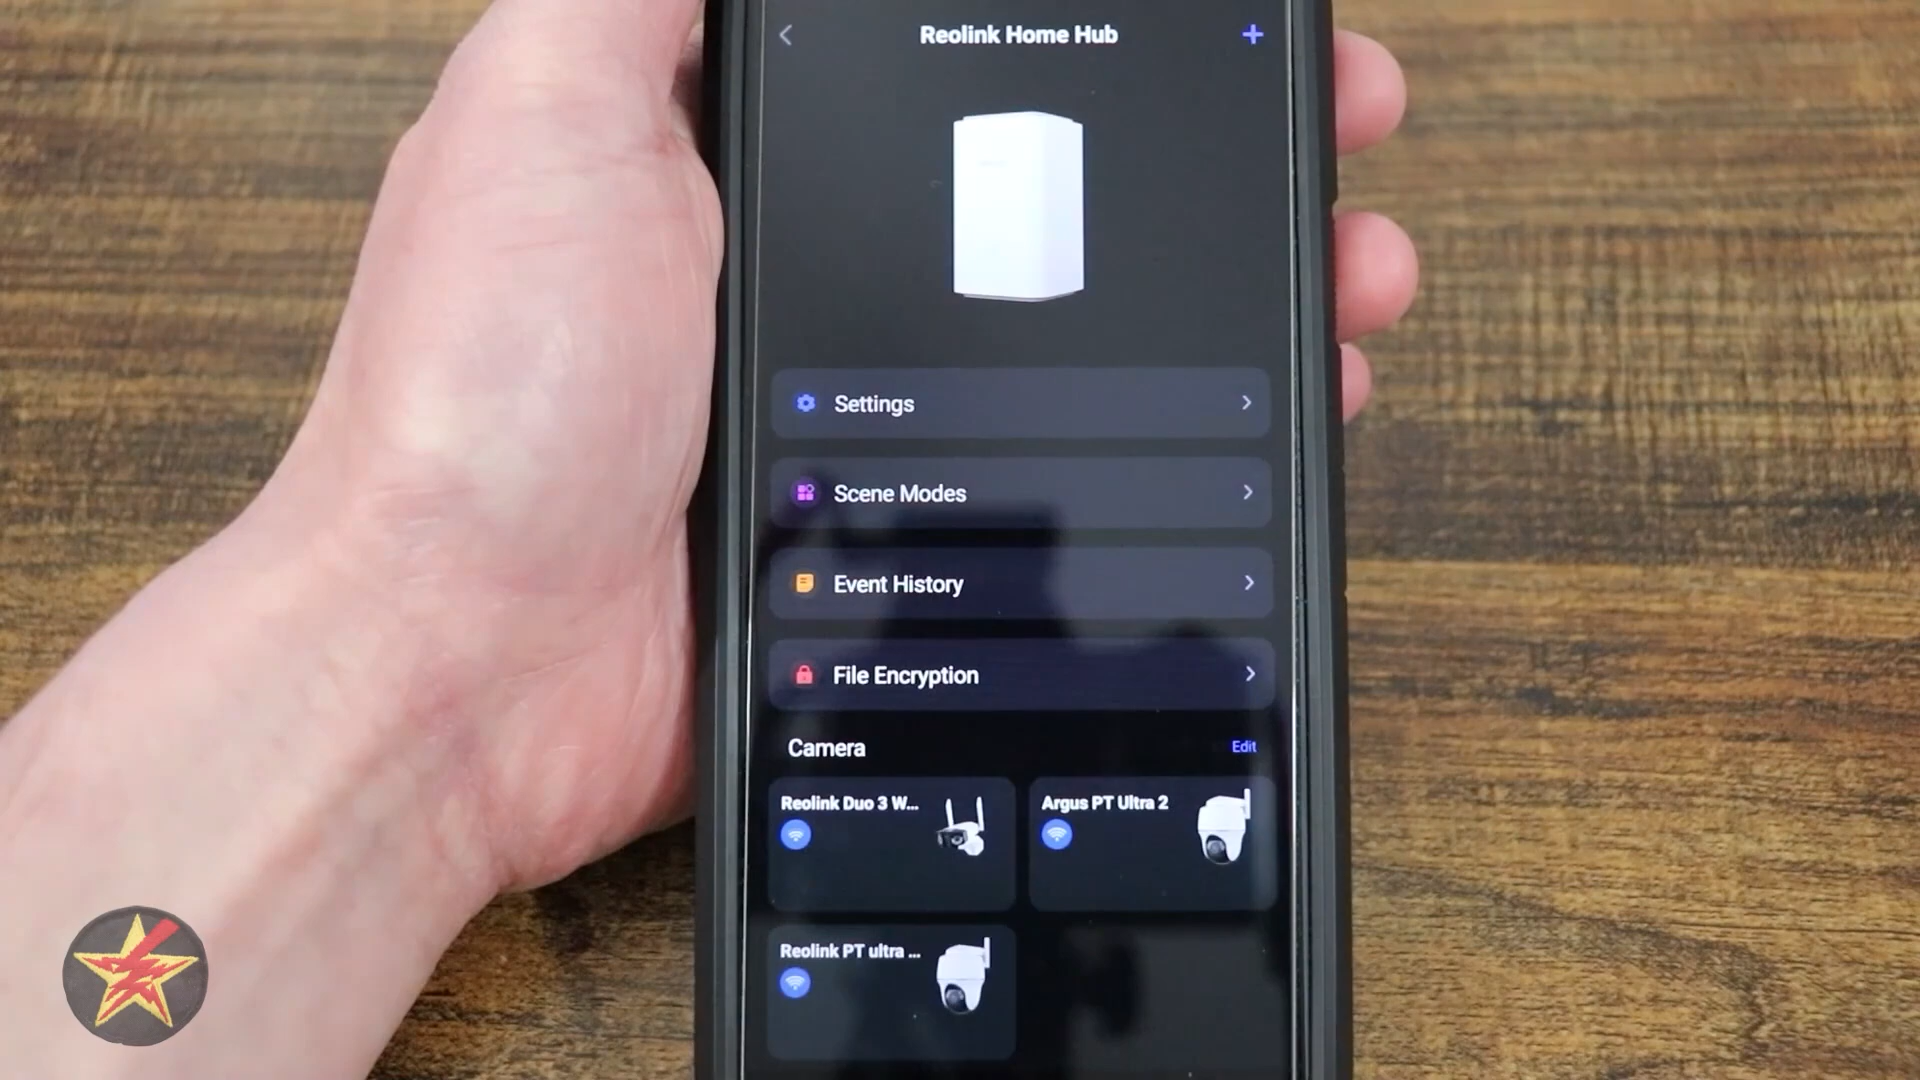 Reolink Home Hub
Settings
Scene Modes
Event History
File Encryption
Camera
Edit
Reolink Duo 3 W...
Argus PT Ultra 2
Reolink PT ultra ...